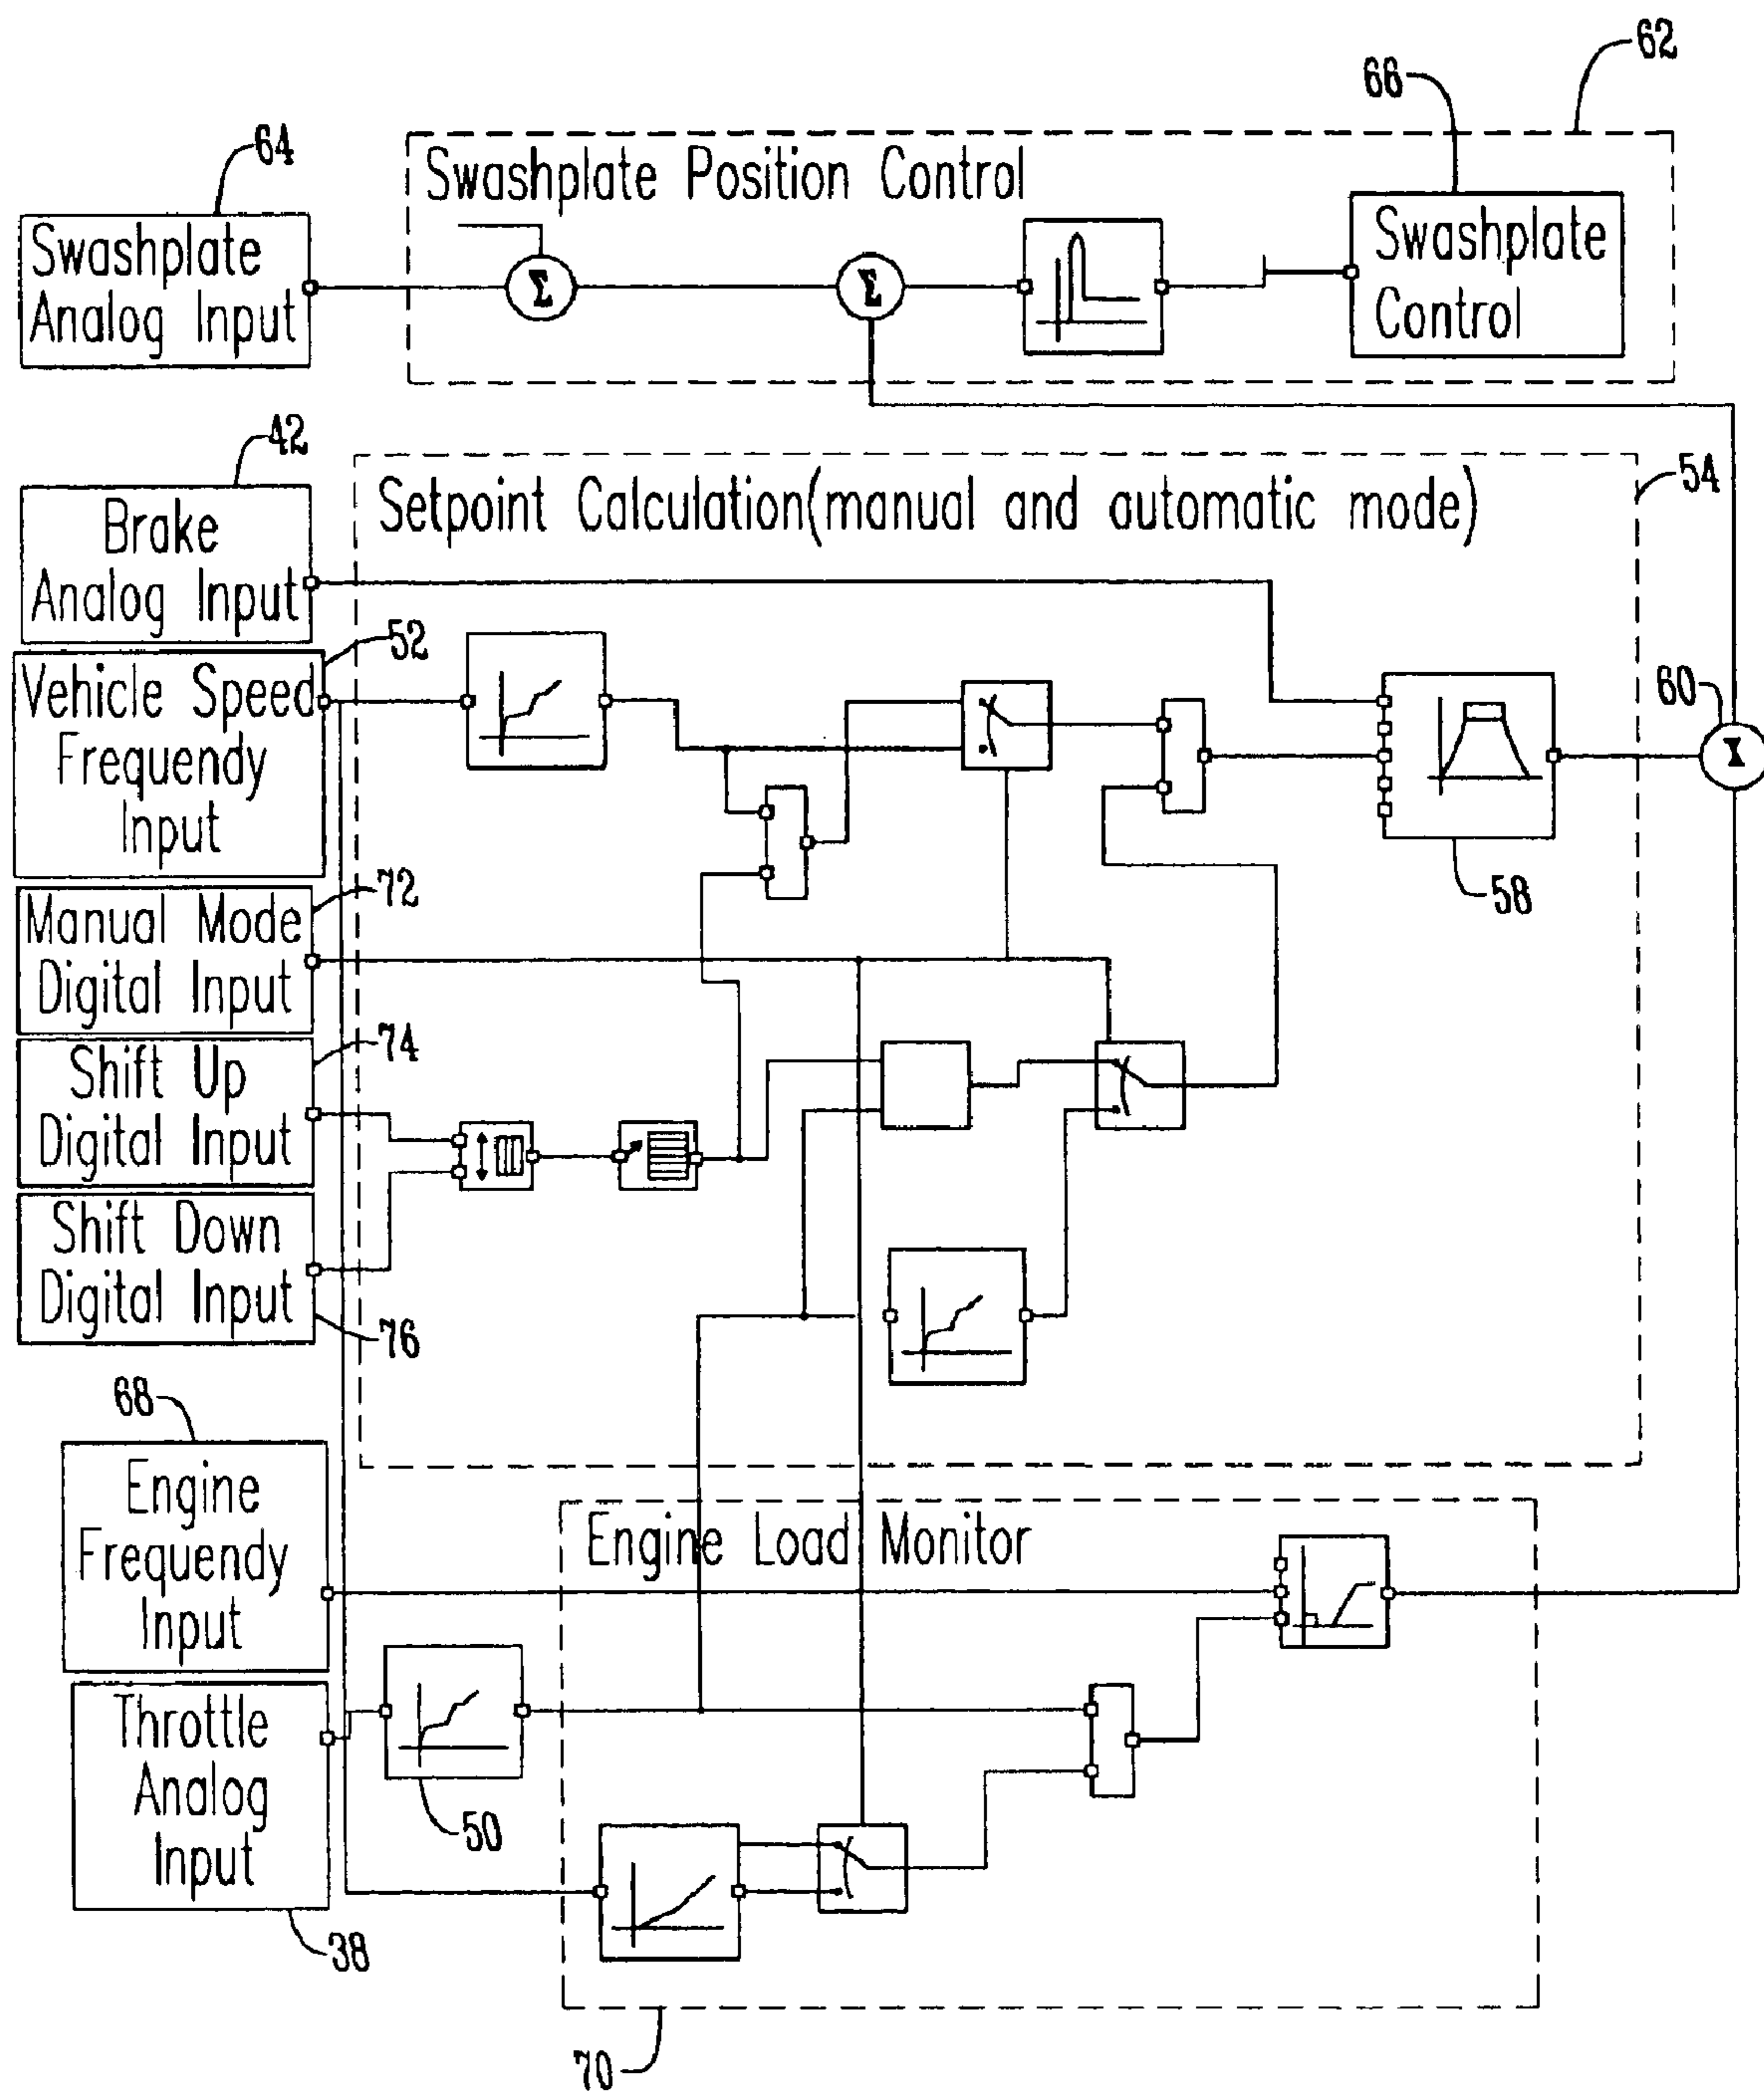 62
66
64
Swashplate Position Control
Swashplate
Analog Input
Σ
Σ
Swashplate
Control
42
54
Setpoint Calculation(manual and automatic mode)
Brake
Analog Input
52
Vehicle Speed
Frequendy
Input
60
Σ
58
72
Manual Mode
Digital Input
74
Shift Up
Digital Input
Shift Down
Digital Input
76
68
Engine
Frequendy
Input
Engine Load Monitor
Throttle
Analog
Input
50
38
70